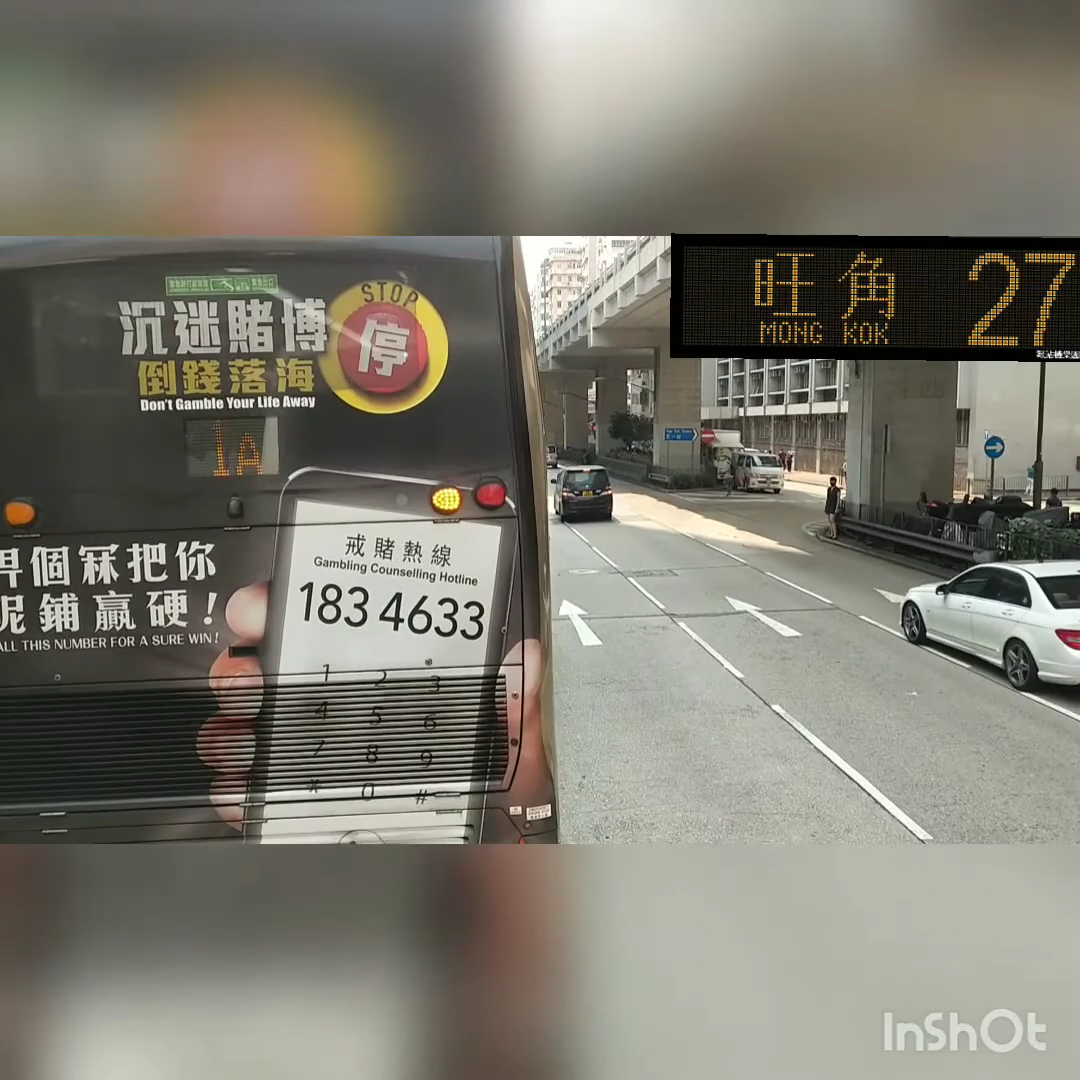 沉迷賭博
倒錢落海
Don't Gamble Your Life Away
STOP
停
1A
畀個冧把你
呢鋪贏硬！
ALL THIS NUMBER FOR A SURE WIN!
戒賭熱線
Gambling Counselling Hotline
183 4633
1 2 3
4 5 6
7 8 9
* 0 #
旺角 27
MONG KOK
InShOt